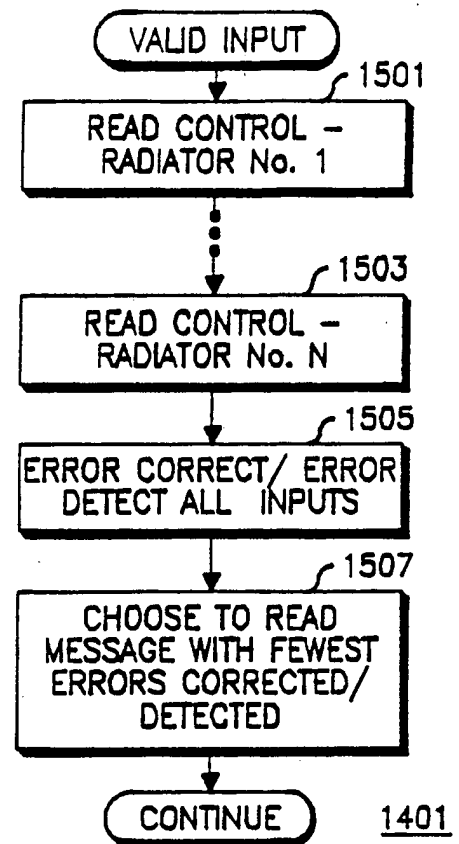 VALID INPUT
1501
READ CONTROL -
RADIATOR No. 1
1503
READ CONTROL -
RADIATOR No. N
1505
ERROR CORRECT/ ERROR
DETECT ALL INPUTS
1507
CHOOSE TO READ
MESSAGE WITH FEWEST
ERRORS CORRECTED/
DETECTED
CONTINUE
1401